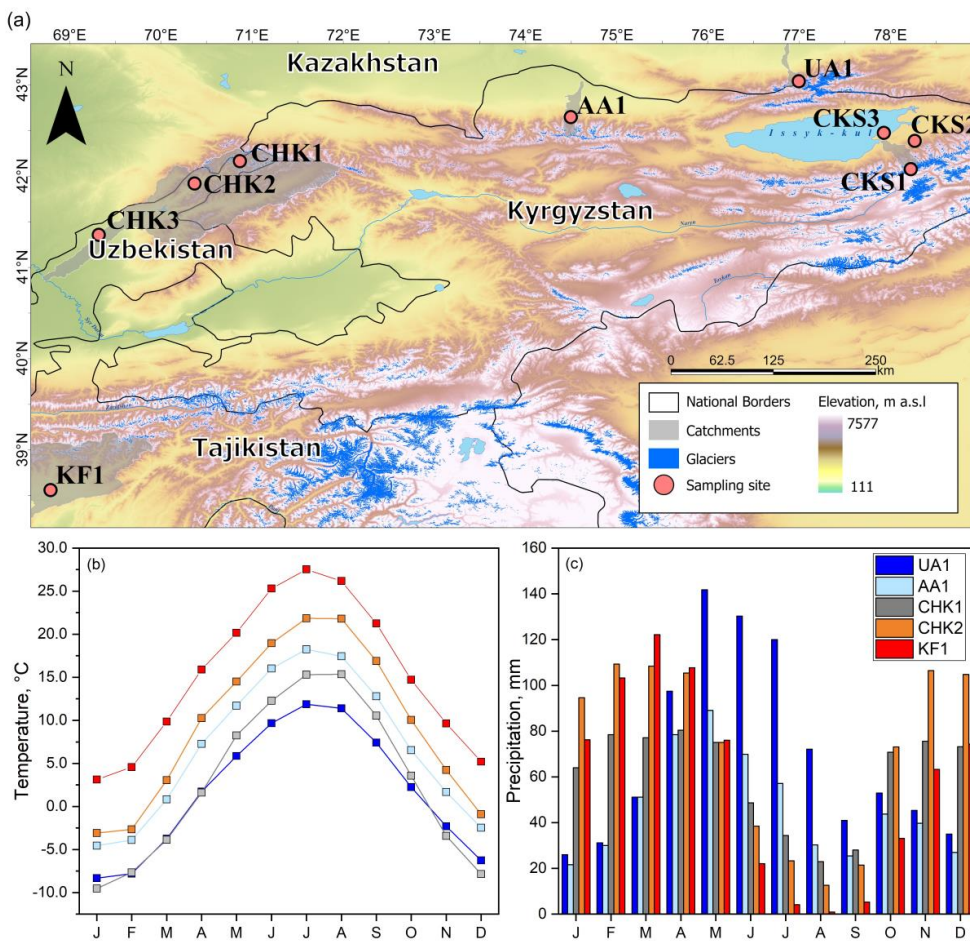 (a)
69°E 70°E 71°E 72°E 73°E 74°E 75°E 76°E 77°E 78°E
N
Kazakhstan
43°N
UA1
AA1
CKS3
Issyk-kul
CKS2
CHK1
42°N
CHK2
CKS1
Kyrgyzstan
Naryn
CHK3
Uzbekistan
41°N
Syr Darya
40°N
0 62.5 125 250
km
National Borders
Catchments
Glaciers
Sampling site
Elevation, m a.s.l
7577
111
39°N
Tajikistan
KF1
(b)
Temperature, °C
30.0
25.0
20.0
15.0
10.0
5.0
0.0
-5.0
-10.0
J F M A M J J A S O N D
(c)
Precipitation, mm
160
140
120
100
80
60
40
20
0
UA1
AA1
CHK1
CHK2
KF1
J F M A M J J A S O N D